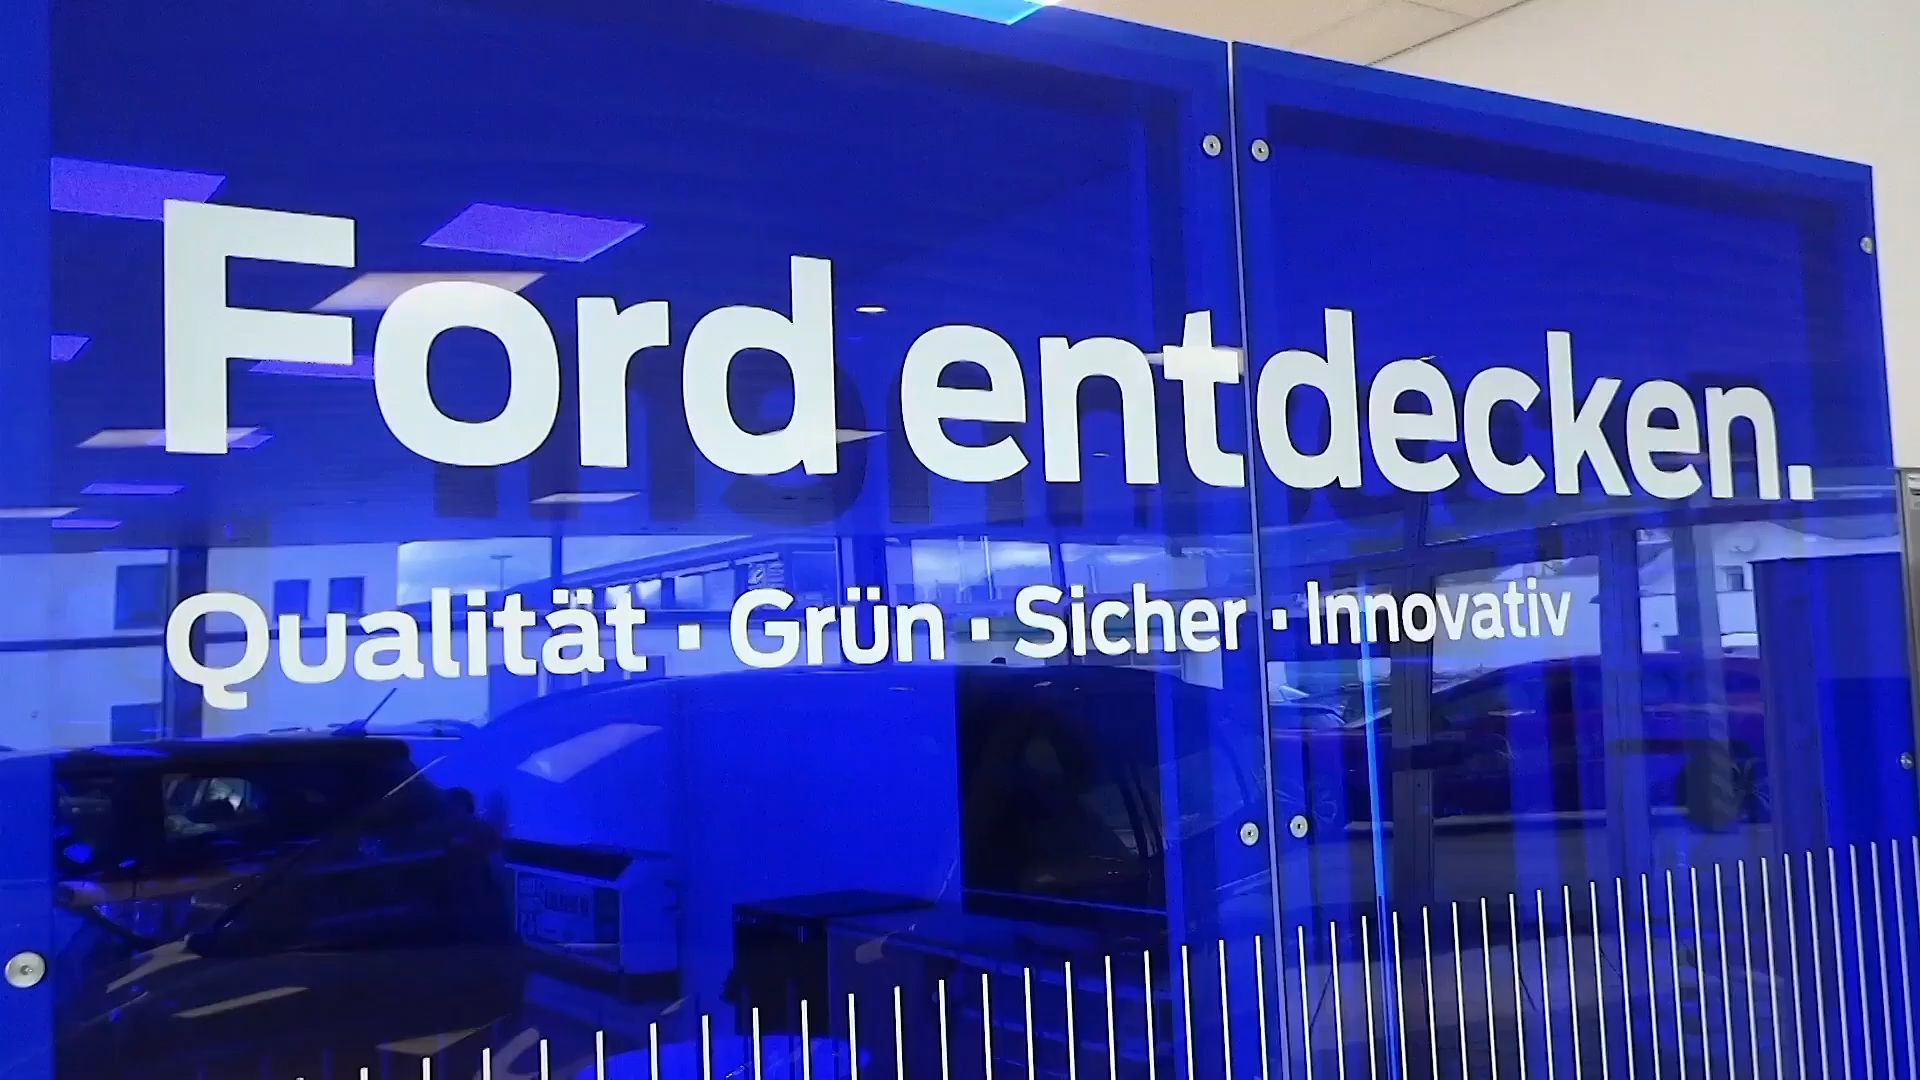 Ford entdecken.
Qualität · Grün · Sicher · Innovativ